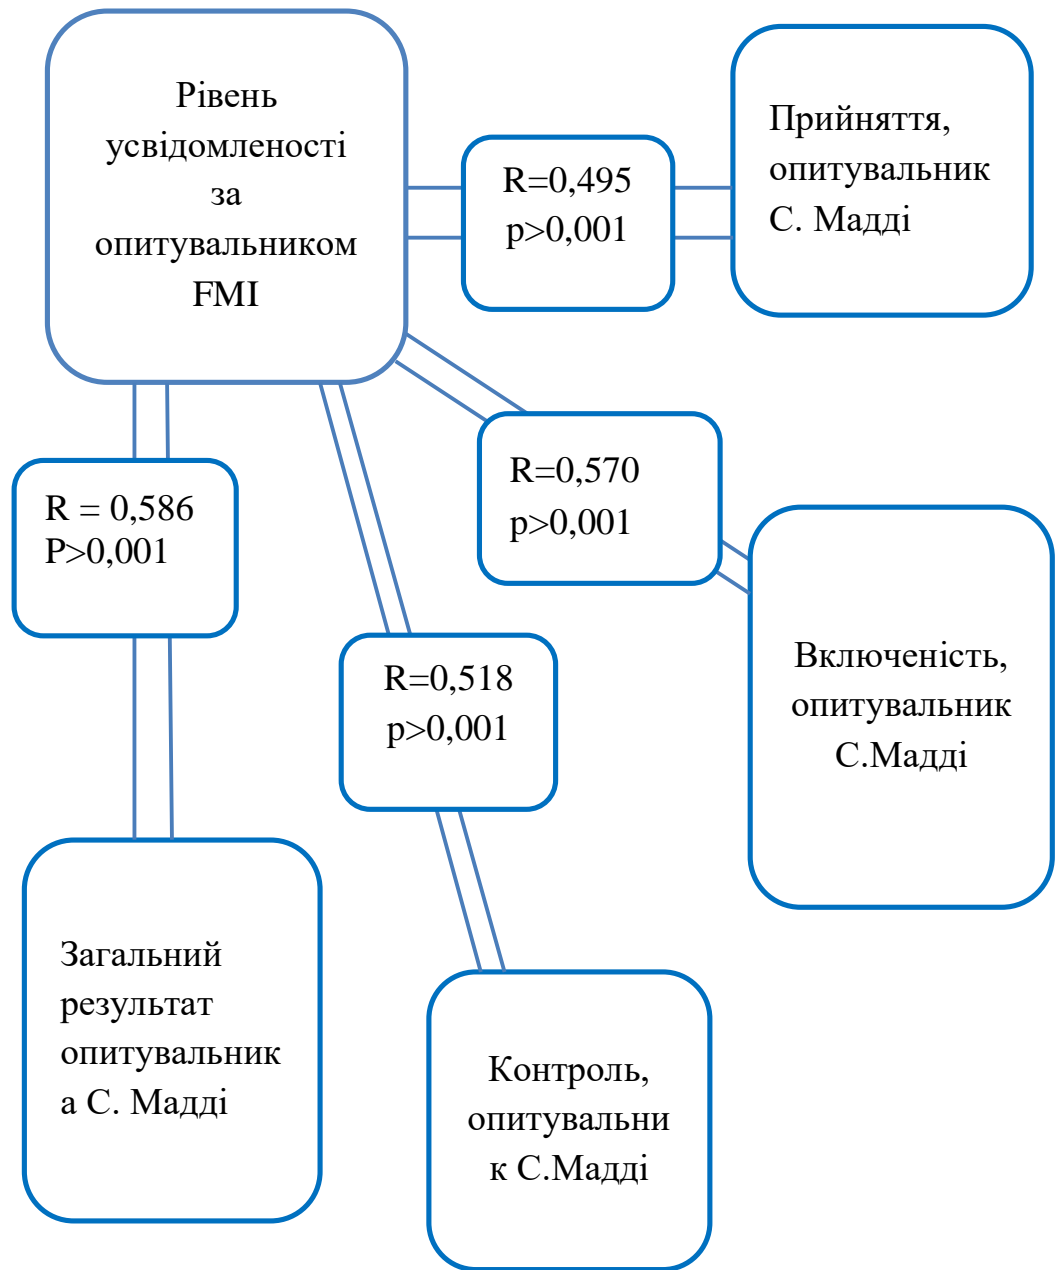 Рівень
усвідомленості
за
опитувальником
FMI
Прийняття,
опитувальник
С. Мадді
R=0,495
p>0,001
R=0,570
p>0,001
R = 0,586
P>0,001
R=0,518
p>0,001
Включеність,
опитувальник
С.Мадді
Загальний
результат
опитувальник
а С. Мадді
Контроль,
опитувальни
к С.Мадді